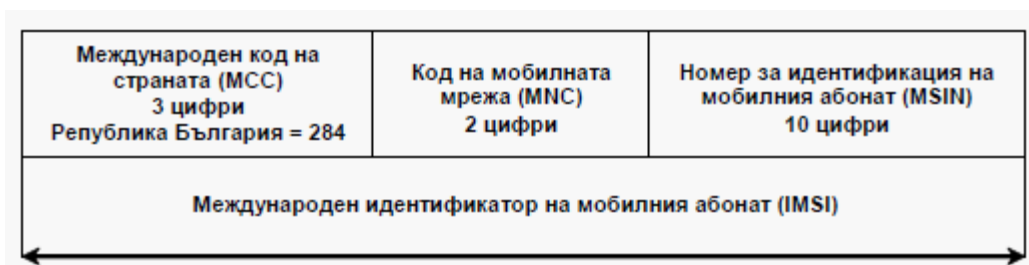 Международен код на
страната (MCC)
3 цифри
Република България = 284
Код на мобилната
мрежа (MNC)
2 цифри
Номер за идентификация на
мобилния абонат (MSIN)
10 цифри
Международен идентификатор на мобилния абонат (IMSI)